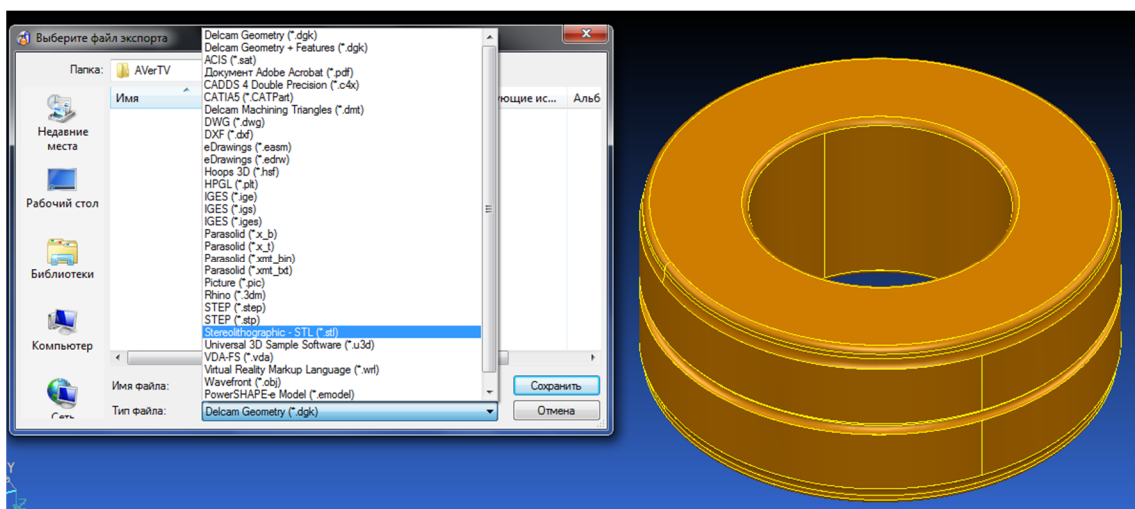 Выберите файл экспорта
Папка:
AVerTV
Имя
ующие ис...
Альб
Недавние
места
Рабочий стол
Библиотеки
Компьютер
Delcam Geometry (*.dgk)
Delcam Geometry + Features (*.dgk)
ACIS (*.sat)
Документ Adobe Acrobat (*.pdf)
CADDS 4 Double Precision (*.c4x)
CATIA5 (*.CATPart)
Delcam Machining Triangles (*.dmt)
DWG (*.dwg)
DXF (*.dxf)
eDrawings (*.easm)
eDrawings (*.edrw)
Hoops 3D (*.hsf)
HPGL (*.plt)
IGES (*.ige)
IGES (*.igs)
IGES (*.iges)
Parasolid (*.x_b)
Parasolid (*.x_t)
Parasolid (*.xmt_bin)
Parasolid (*.xmt_txt)
Picture (*.pic)
Rhino (*.3dm)
STEP (*.step)
STEP (*.stp)
Stereolithographic - STL (*.stl)
Universal 3D Sample Software (*.u3d)
VDA-FS (*.vda)
Virtual Reality Markup Language (*.wrl)
Wavefront (*.obj)
PowerSHAPE-e Model (*.emodel)
Имя файла:
Сохранить
Тип файла:
Delcam Geometry (*.dgk)
Отмена
Y
Z